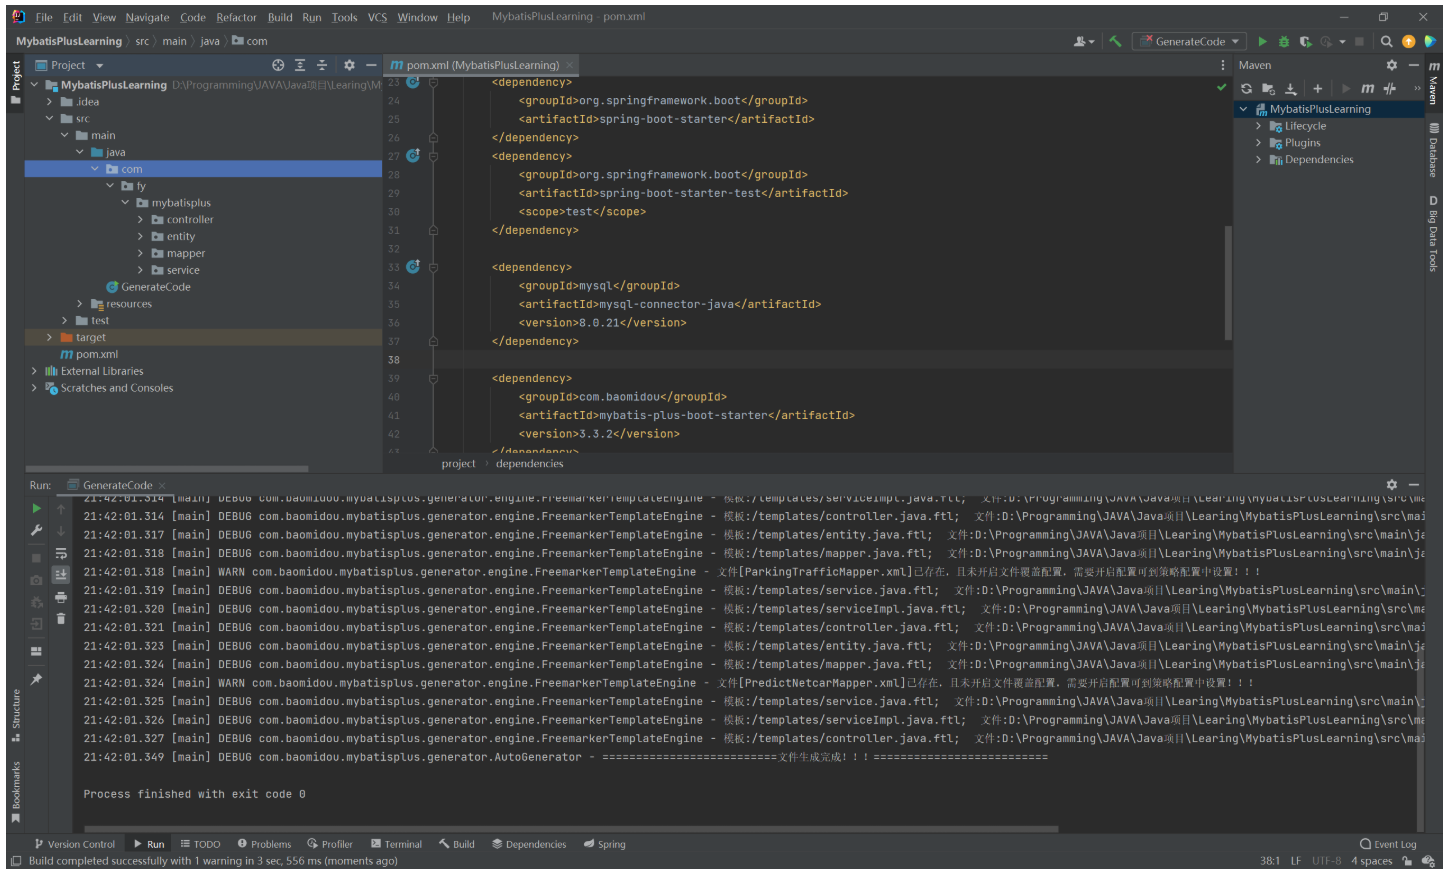 File Edit View Navigate Code Refactor Build Run Tools VCS Window Help MybatisPlusLearning - pom.xml
MybatisPlusLearning src main java com
GenerateCode
Project
MybatisPlusLearning D:\Programming\JAVA\Java项目\Learing\M
.idea
src
main
java
com
fy
mybatisplus
controller
entity
mapper
service
GenerateCode
resources
test
target
pom.xml
External Libraries
Scratches and Consoles
pom.xml (MybatisPlusLearning)
23 <dependency>
24 <groupId>org.springframework.boot</groupId>
25 <artifactId>spring-boot-starter</artifactId>
26 </dependency>
27 <dependency>
28 <groupId>org.springframework.boot</groupId>
29 <artifactId>spring-boot-starter-test</artifactId>
30 <scope>test</scope>
31 </dependency>
32
33 <dependency>
34 <groupId>mysql</groupId>
35 <artifactId>mysql-connector-java</artifactId>
36 <version>8.0.21</version>
37 </dependency>
38
39 <dependency>
40 <groupId>com.baomidou</groupId>
41 <artifactId>mybatis-plus-boot-starter</artifactId>
42 <version>3.3.2</version>
43 </dependency>
project dependencies
Maven
MybatisPlusLearning
Lifecycle
Plugins
Dependencies
Project
Structure
Bookmarks
Maven
Database
Big Data Tools
Run: GenerateCode
21:42:01.314 [main] DEBUG com.baomidou.mybatisplus.generator.engine.FreemarkerTemplateEngine - 模板:/templates/serviceImpl.java.ftl; 文件:D:\Programming\JAVA\Java项目\Learing\MybatisPlusLearning\src\ma
21:42:01.314 [main] DEBUG com.baomidou.mybatisplus.generator.engine.FreemarkerTemplateEngine - 模板:/templates/controller.java.ftl; 文件:D:\Programming\JAVA\Java项目\Learing\MybatisPlusLearning\src\mai
21:42:01.317 [main] DEBUG com.baomidou.mybatisplus.generator.engine.FreemarkerTemplateEngine - 模板:/templates/entity.java.ftl; 文件:D:\Programming\JAVA\Java项目\Learing\MybatisPlusLearning\src\main\ja
21:42:01.318 [main] DEBUG com.baomidou.mybatisplus.generator.engine.FreemarkerTemplateEngine - 模板:/templates/mapper.java.ftl; 文件:D:\Programming\JAVA\Java项目\Learing\MybatisPlusLearning\src\main\ja
21:42:01.318 [main] WARN com.baomidou.mybatisplus.generator.engine.FreemarkerTemplateEngine - 文件[ParkingTrafficMapper.xml]已存在，且未开启文件覆盖配置，需要开启配置可到策略配置中设置！！！
21:42:01.319 [main] DEBUG com.baomidou.mybatisplus.generator.engine.FreemarkerTemplateEngine - 模板:/templates/service.java.ftl; 文件:D:\Programming\JAVA\Java项目\Learing\MybatisPlusLearning\src\main\
21:42:01.320 [main] DEBUG com.baomidou.mybatisplus.generator.engine.FreemarkerTemplateEngine - 模板:/templates/serviceImpl.java.ftl; 文件:D:\Programming\JAVA\Java项目\Learing\MybatisPlusLearning\src\ma
21:42:01.321 [main] DEBUG com.baomidou.mybatisplus.generator.engine.FreemarkerTemplateEngine - 模板:/templates/controller.java.ftl; 文件:D:\Programming\JAVA\Java项目\Learing\MybatisPlusLearning\src\mai
21:42:01.323 [main] DEBUG com.baomidou.mybatisplus.generator.engine.FreemarkerTemplateEngine - 模板:/templates/entity.java.ftl; 文件:D:\Programming\JAVA\Java项目\Learing\MybatisPlusLearning\src\main\ja
21:42:01.324 [main] DEBUG com.baomidou.mybatisplus.generator.engine.FreemarkerTemplateEngine - 模板:/templates/mapper.java.ftl; 文件:D:\Programming\JAVA\Java项目\Learing\MybatisPlusLearning\src\main\ja
21:42:01.324 [main] WARN com.baomidou.mybatisplus.generator.engine.FreemarkerTemplateEngine - 文件[PredictNetcarMapper.xml]已存在，且未开启文件覆盖配置，需要开启配置可到策略配置中设置！！！
21:42:01.325 [main] DEBUG com.baomidou.mybatisplus.generator.engine.FreemarkerTemplateEngine - 模板:/templates/service.java.ftl; 文件:D:\Programming\JAVA\Java项目\Learing\MybatisPlusLearning\src\main\
21:42:01.326 [main] DEBUG com.baomidou.mybatisplus.generator.engine.FreemarkerTemplateEngine - 模板:/templates/serviceImpl.java.ftl; 文件:D:\Programming\JAVA\Java项目\Learing\MybatisPlusLearning\src\ma
21:42:01.327 [main] DEBUG com.baomidou.mybatisplus.generator.engine.FreemarkerTemplateEngine - 模板:/templates/controller.java.ftl; 文件:D:\Programming\JAVA\Java项目\Learing\MybatisPlusLearning\src\mai
21:42:01.349 [main] DEBUG com.baomidou.mybatisplus.generator.AutoGenerator - ==========================文件生成完成！！！==========================
Process finished with exit code 0
Version Control Run TODO Problems Profiler Terminal Build Dependencies Spring Event Log
Build completed successfully with 1 warning in 3 sec, 556 ms (moments ago) 38:1 LF UTF-8 4 spaces